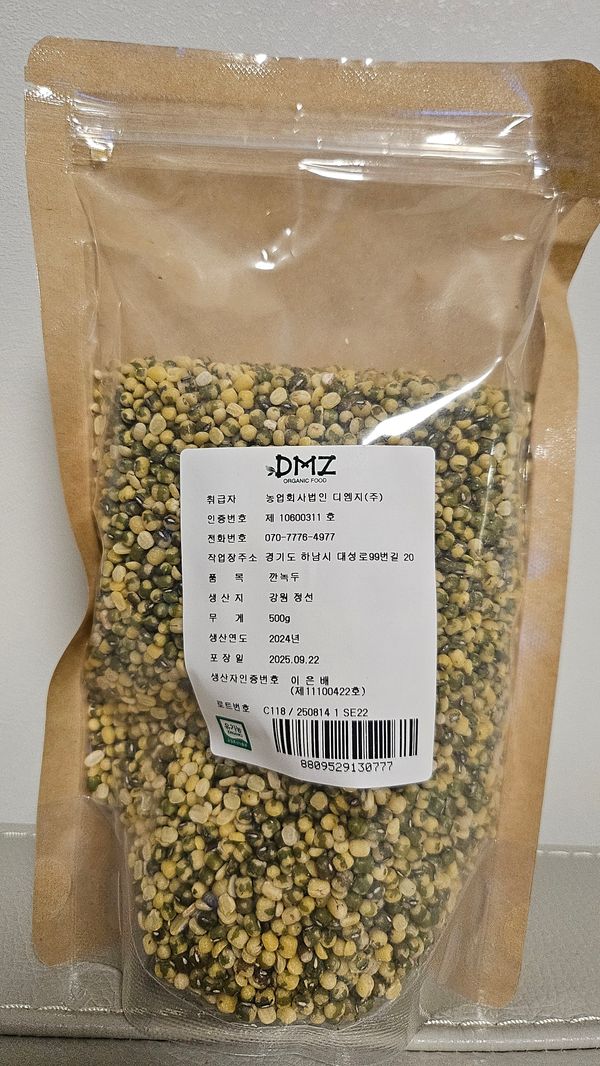 DMZ
ORGANIC FOOD
취급자 농업회사법인 디엠지(주)
인증번호 제 10600311 호
전화번호 070-7776-4977
작업장주소 경기도 하남시 대성로99번길 20
품 목 깐녹두
생 산 지 강원 정선
무 게 500g
생산연도 2024년
포 장 일 2025.09.22
생산자인증번호 이 은 배
(제11100422호)
로트번호 C118 / 250814 1 SE22
유기농
8809529130777